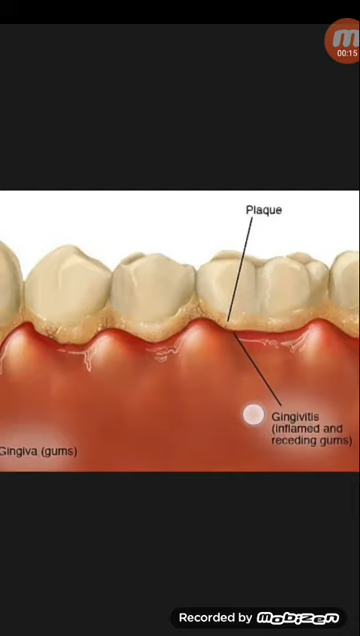 00:15
Plaque
Gingivitis
(inflamed and
receding gums)
Gingiva (gums)
Recorded by Mobizen